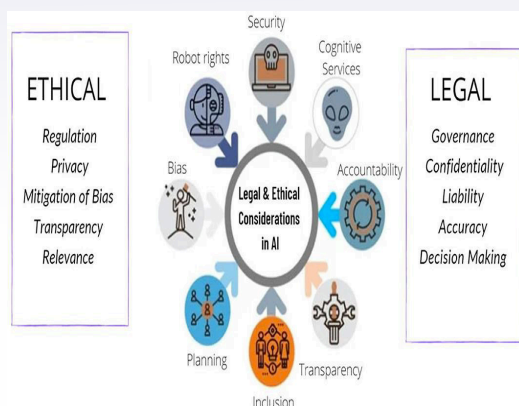 Security
Robot rights
Cognitive
Services
ETHICAL
Regulation
Privacy
Mitigation of Bias
Transparency
Relevance
Bias
Legal & Ethical
Considerations
in AI
Accountability
LEGAL
Governance
Confidentiality
Liability
Accuracy
Decision Making
Planning
Transparency
Inclusion